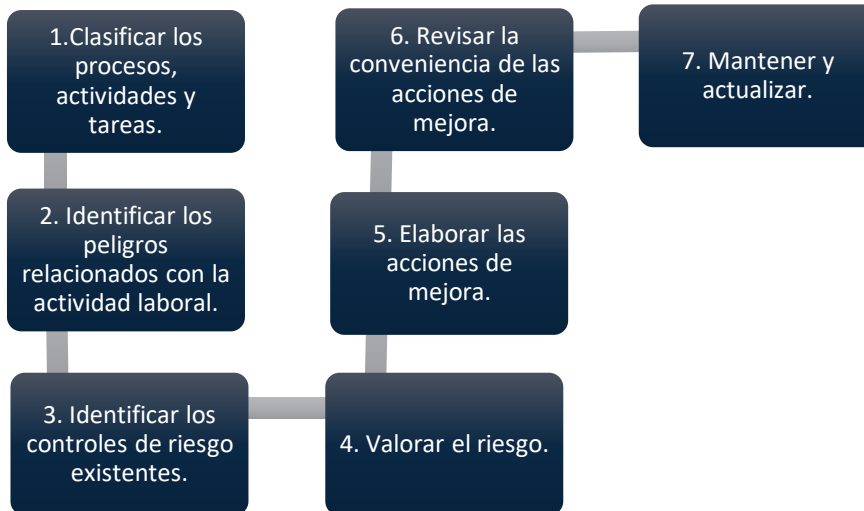 1.Clasificar los
procesos,
actividades y
tareas.
2. Identificar los
peligros
relacionados con la
actividad laboral.
3. Identificar los
controles de riesgo
existentes.
4. Valorar el riesgo.
5. Elaborar las
acciones de
mejora.
6. Revisar la
conveniencia de las
acciones de
mejora.
7. Mantener y
actualizar.